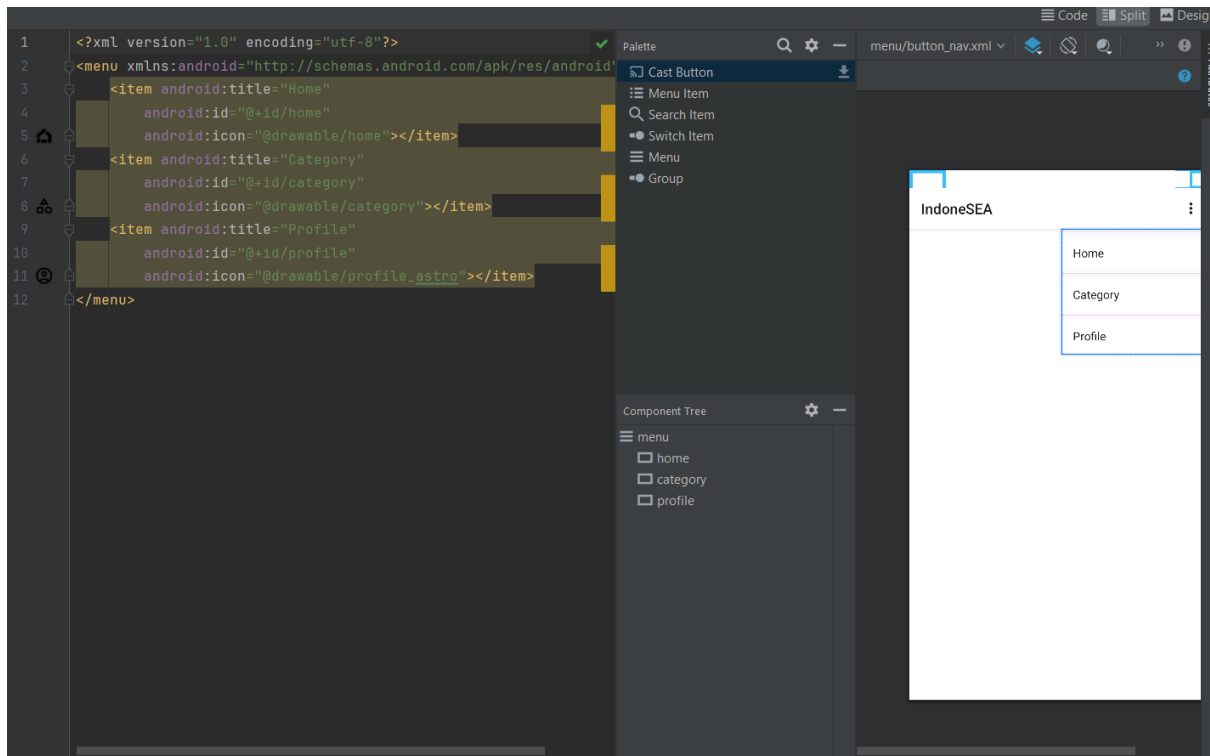 Code Split Desig
1 <?xml version="1.0" encoding="utf-8"?>
2 <menu xmlns:android="http://schemas.android.com/apk/res/android"
3 <item android:title="Home"
4 android:id="@+id/home"
5 android:icon="@drawable/home"></item>
6 <item android:title="Category"
7 android:id="@+id/category"
8 android:icon="@drawable/category"></item>
9 <item android:title="Profile"
10 android:id="@+id/profile"
11 android:icon="@drawable/profile_astro"></item>
12 </menu>
Palette
Cast Button
Menu Item
Search Item
Switch Item
Menu
Group
Component Tree
menu
home
category
profile
menu/button_nav.xml
IndoneSEA
Home
Category
Profile